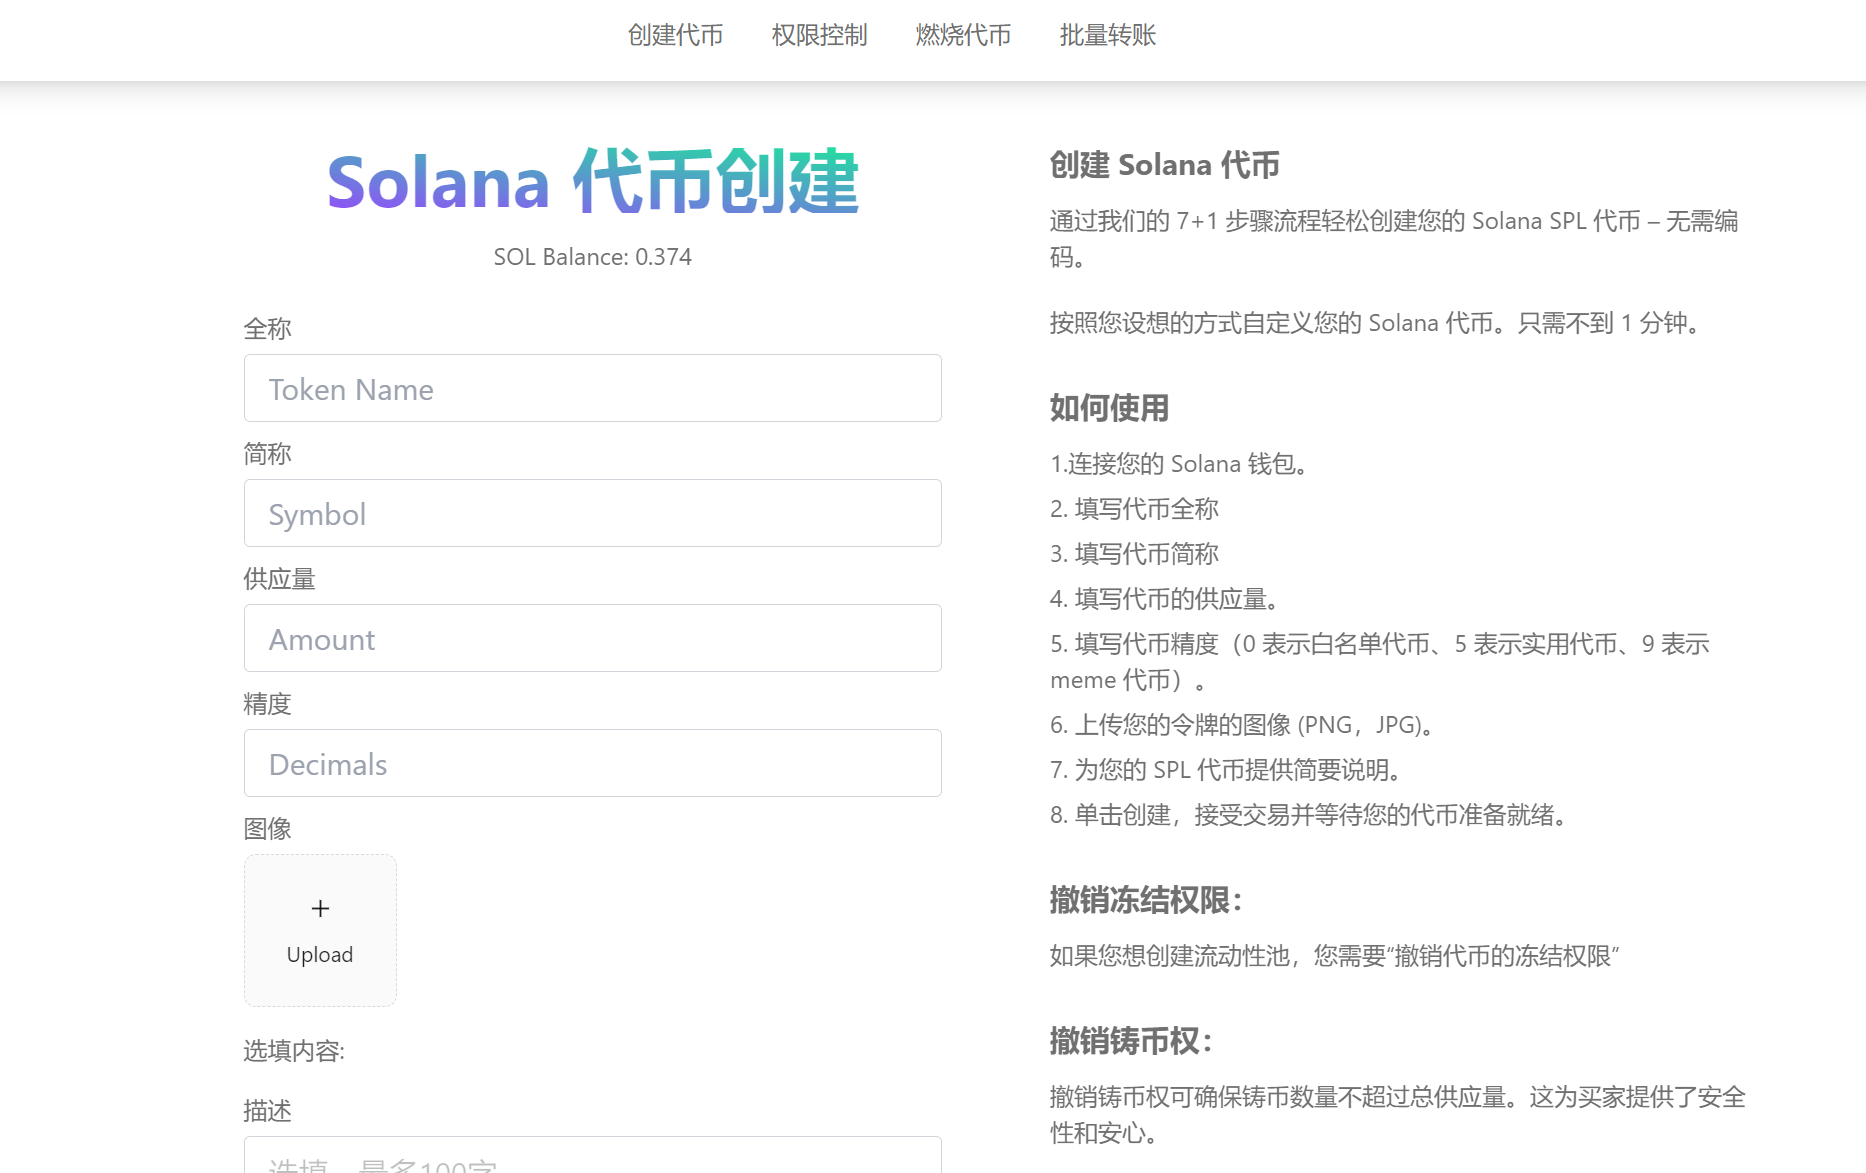 创建代币 权限控制 燃烧代币 批量转账
Solana 代币创建
SOL Balance: 0.374
全称
Token Name
简称
Symbol
供应量
Amount
精度
Decimals
图像
+
Upload
选填内容:
描述
选填，最多100字
创建 Solana 代币
通过我们的 7+1 步骤流程轻松创建您的 Solana SPL 代币 – 无需编
码。
按照您设想的方式自定义您的 Solana 代币。只需不到 1 分钟。
如何使用
1.连接您的 Solana 钱包。
2. 填写代币全称
3. 填写代币简称
4. 填写代币的供应量。
5. 填写代币精度（0 表示白名单代币、5 表示实用代币、9 表示
meme 代币）。
6. 上传您的令牌的图像 (PNG，JPG)。
7. 为您的 SPL 代币提供简要说明。
8. 单击创建，接受交易并等待您的代币准备就绪。
撤销冻结权限：
如果您想创建流动性池，您需要“撤销代币的冻结权限”
撤销铸币权：
撤销铸币权可确保铸币数量不超过总供应量。这为买家提供了安全
性和安心。